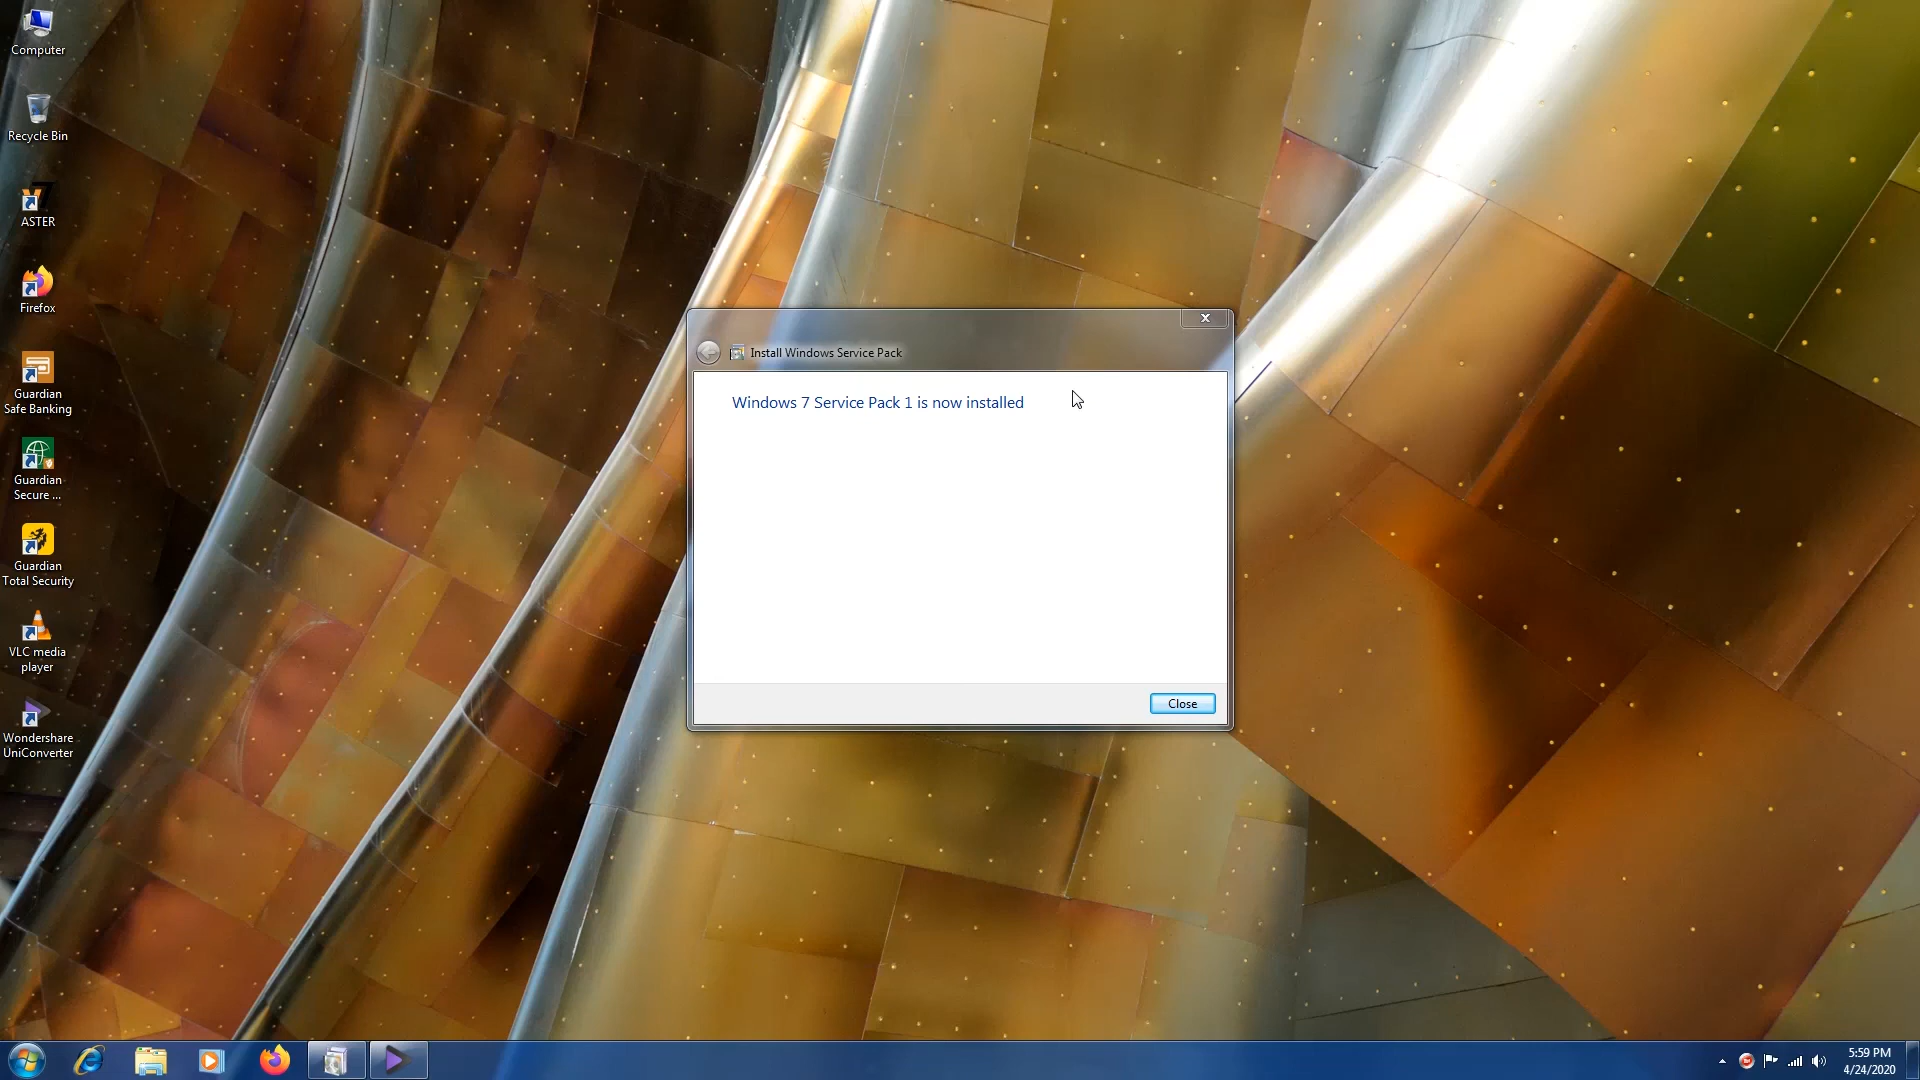 Computer
Recycle Bin
ASTER
Firefox
Guardian
Safe Banking
Guardian
Secure ...
Guardian
Total Security
VLC media
player
Wondershare
UniConverter
Install Windows Service Pack
x
Windows 7 Service Pack 1 is now installed
Close
5:59 PM
4/24/2020